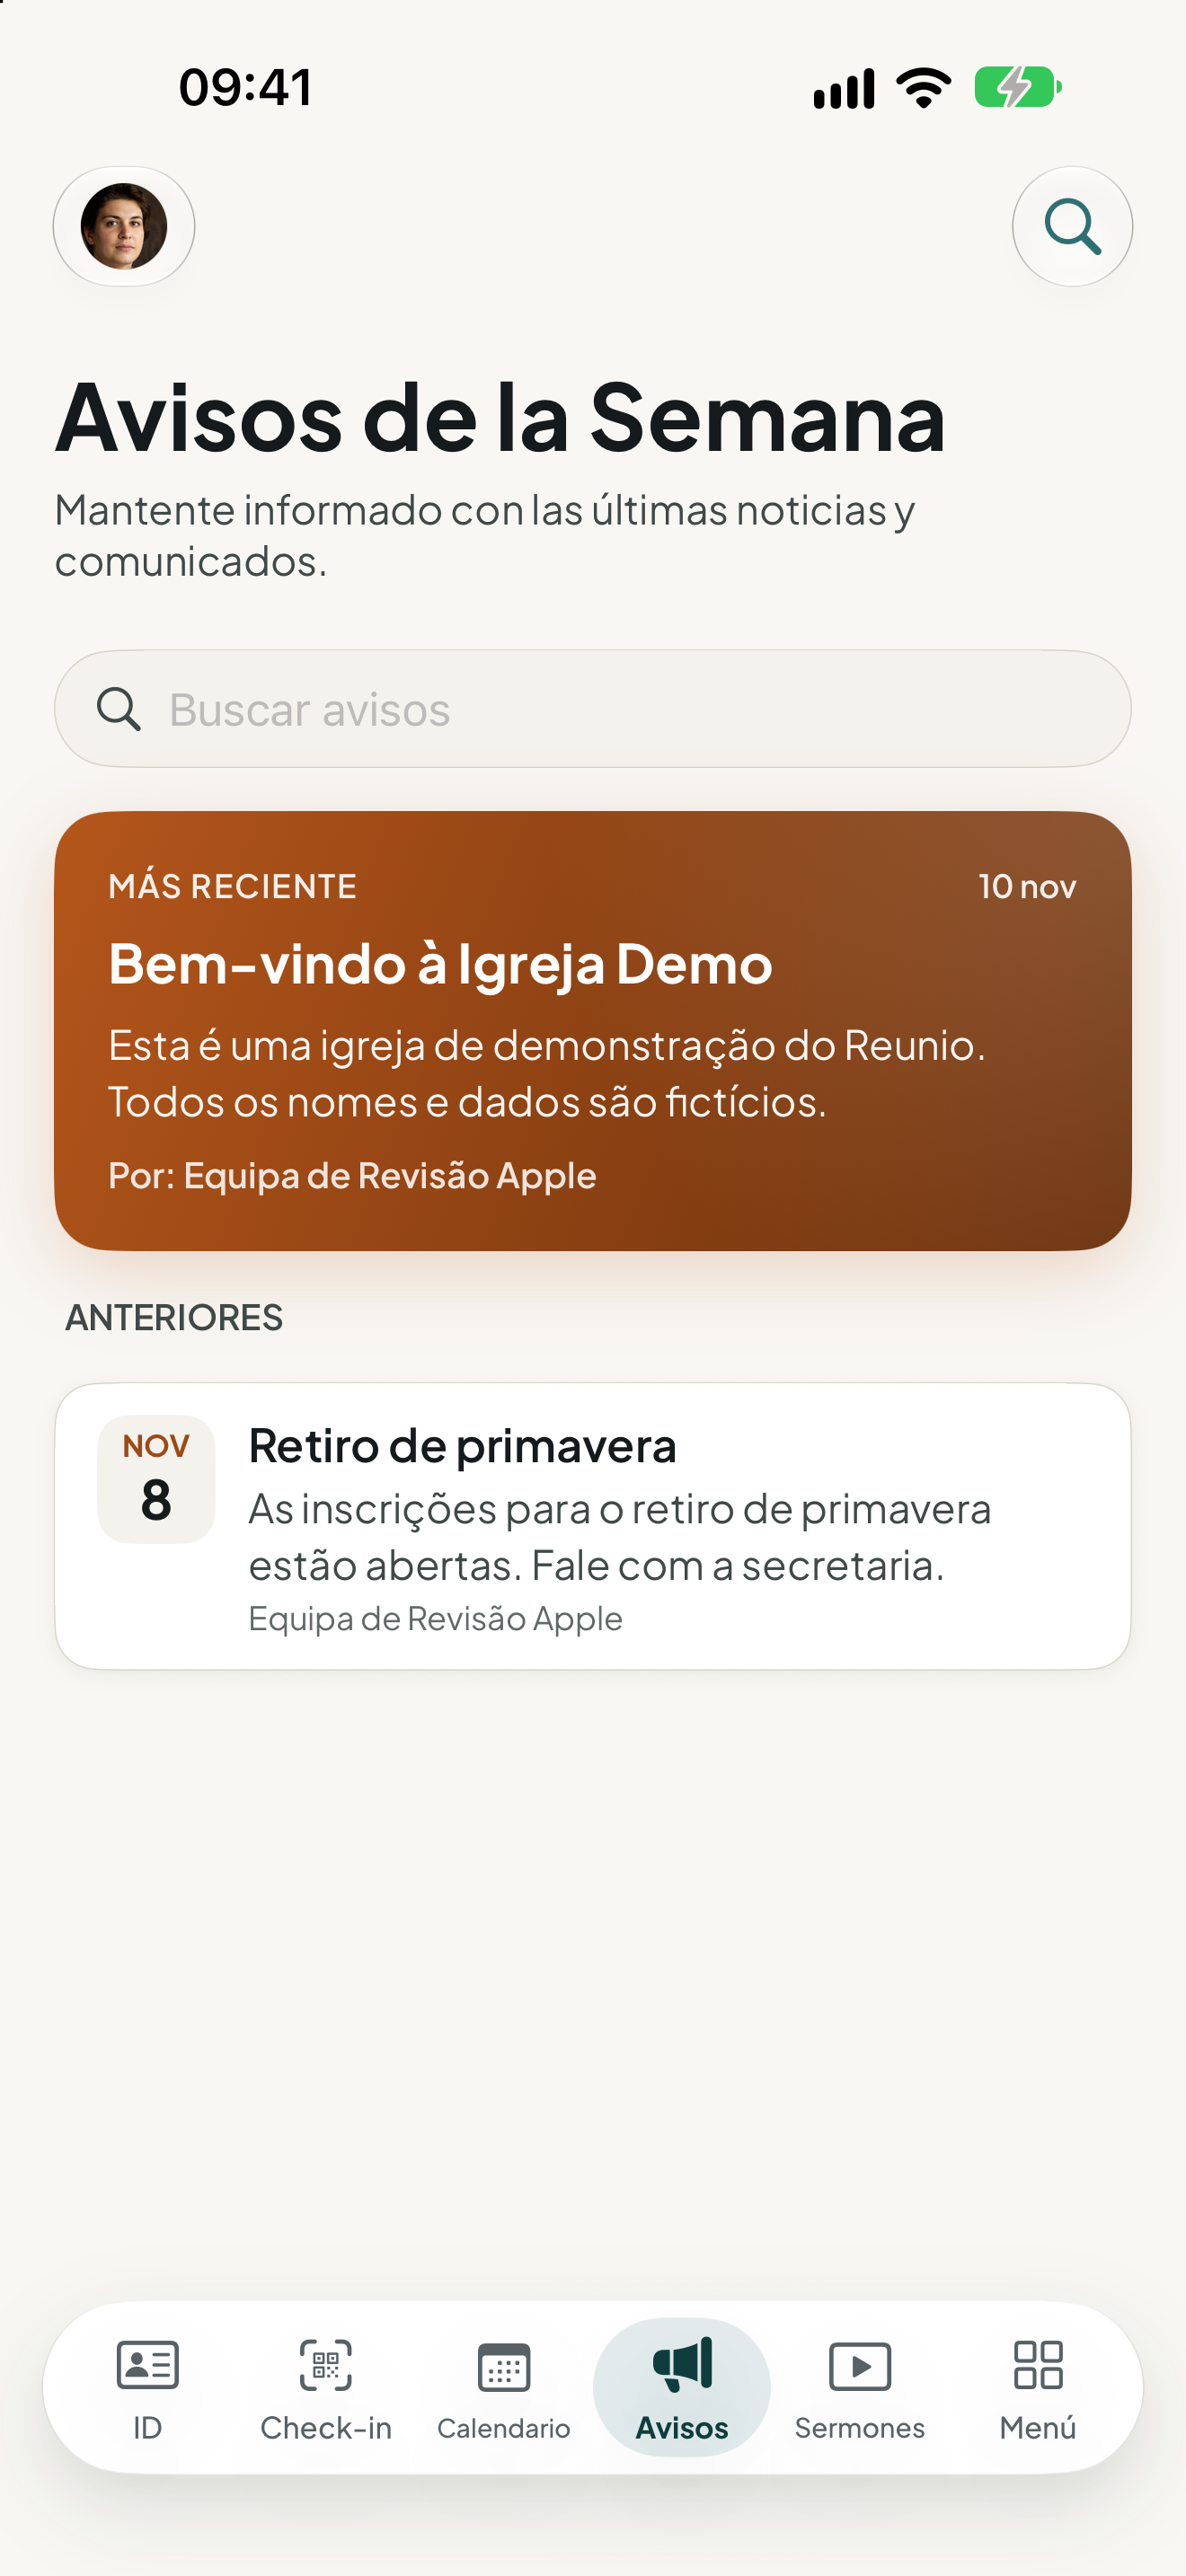 09:41
Avisos de la Semana
Mantente informado con las últimas noticias y
comunicados.
Buscar avisos
MÁS RECIENTE
10 nov
Bem-vindo à Igreja Demo
Esta é uma igreja de demonstração do Reunio.
Todos os nomes e dados são fictícios.
Por: Equipa de Revisão Apple
ANTERIORES
NOV
8
Retiro de primavera
As inscrições para o retiro de primavera
estão abertas. Fale com a secretaria.
Equipa de Revisão Apple
ID
Check-in
Calendario
Avisos
Sermones
Menú